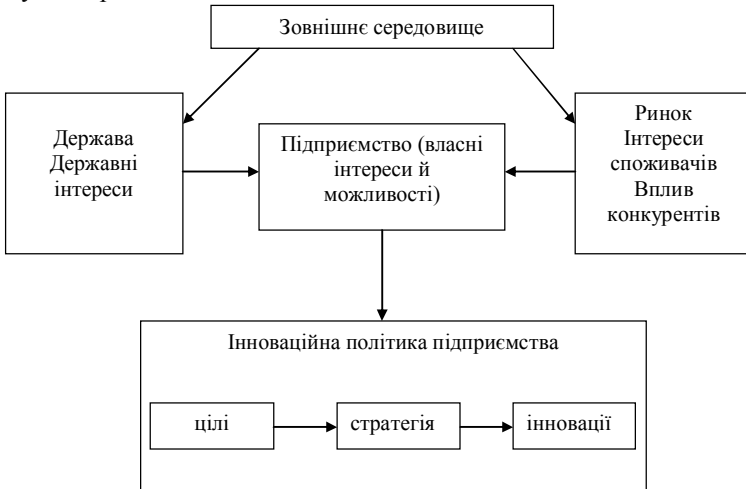 Зовнішнє середовище
Держава
Державні
інтереси
Підприємство (власні
інтереси й
можливості)
Ринок
Інтереси
споживачів
Вплив
конкурентів
Інноваційна політика підприємства
цілі
стратегія
інновації